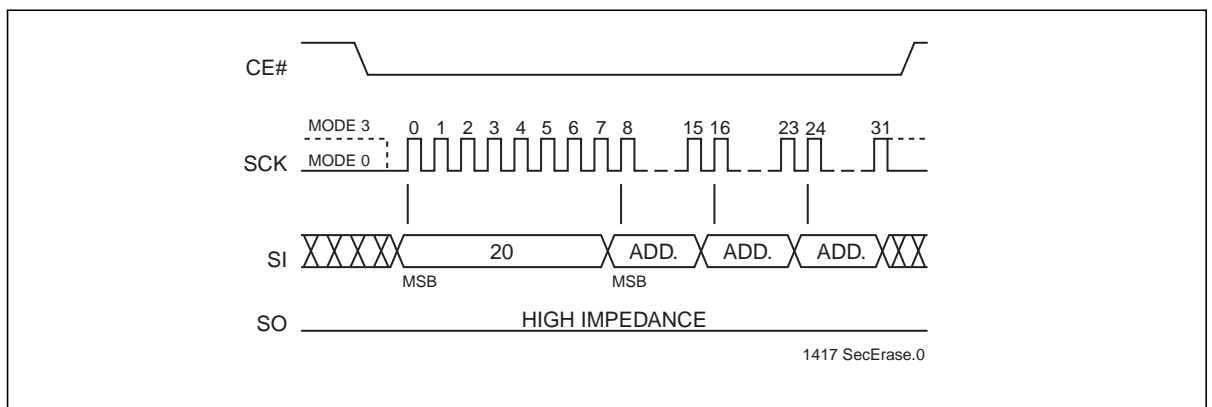 CE#
MODE 3
0 1 2 3 4 5 6 7 8 15 16 23 24 31
SCK
MODE 0
SI
20 ADD. ADD. ADD.
MSB MSB
SO
HIGH IMPEDANCE
1417 SecErase.0